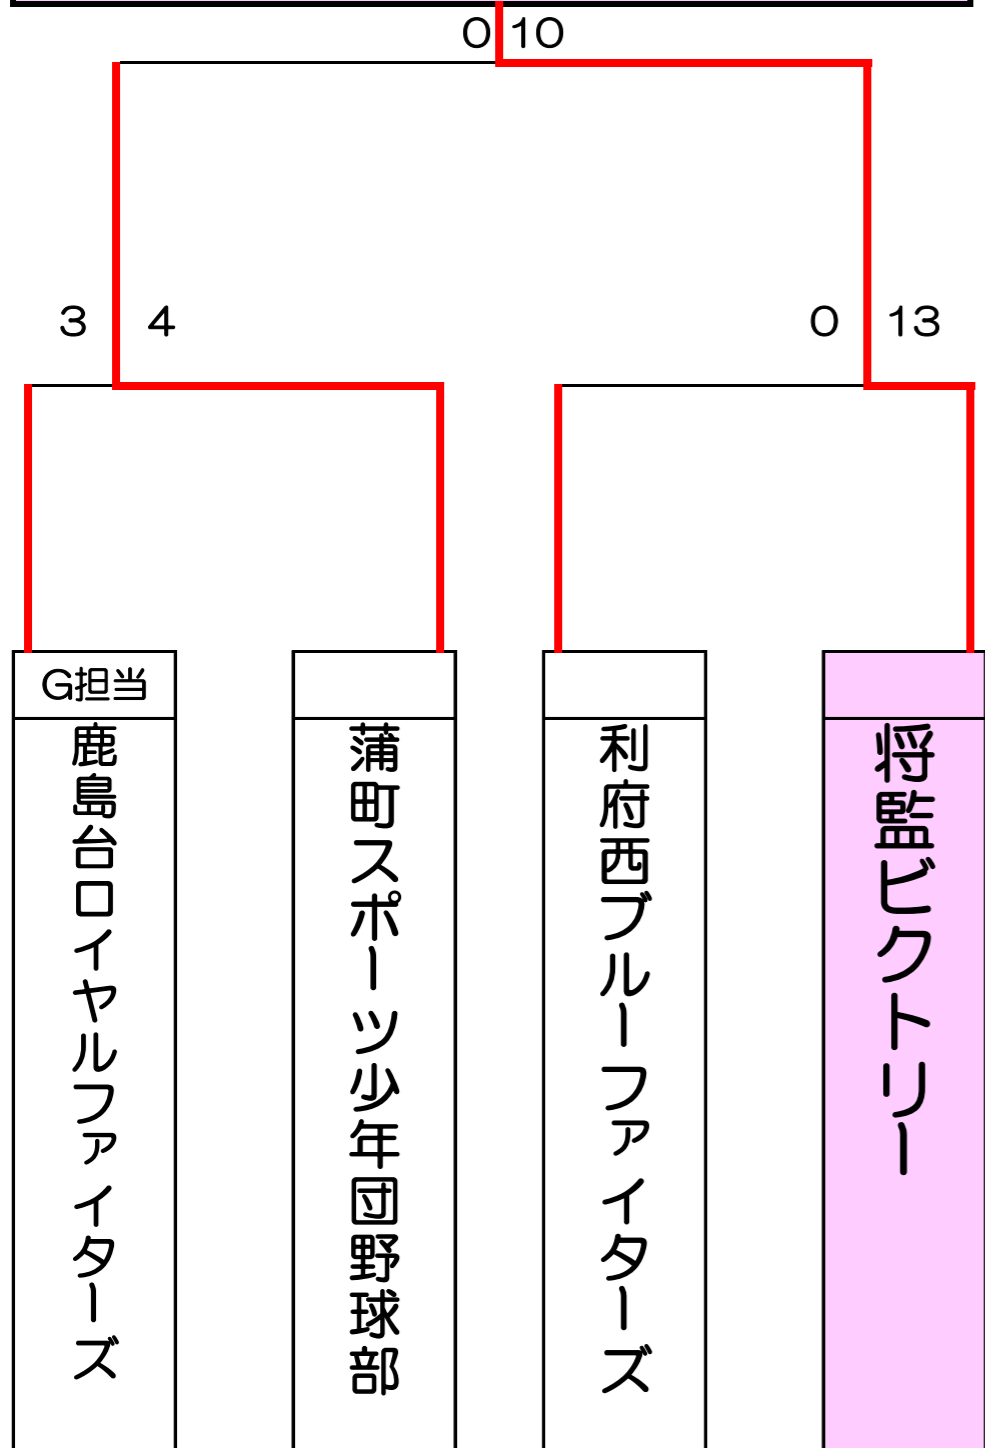 0 10
3 4
0 13
G担当
鹿島台ロイヤルファイターズ
蒲町スポーツ少年団野球部
利府西ブルーファイターズ
将監ビクトリー